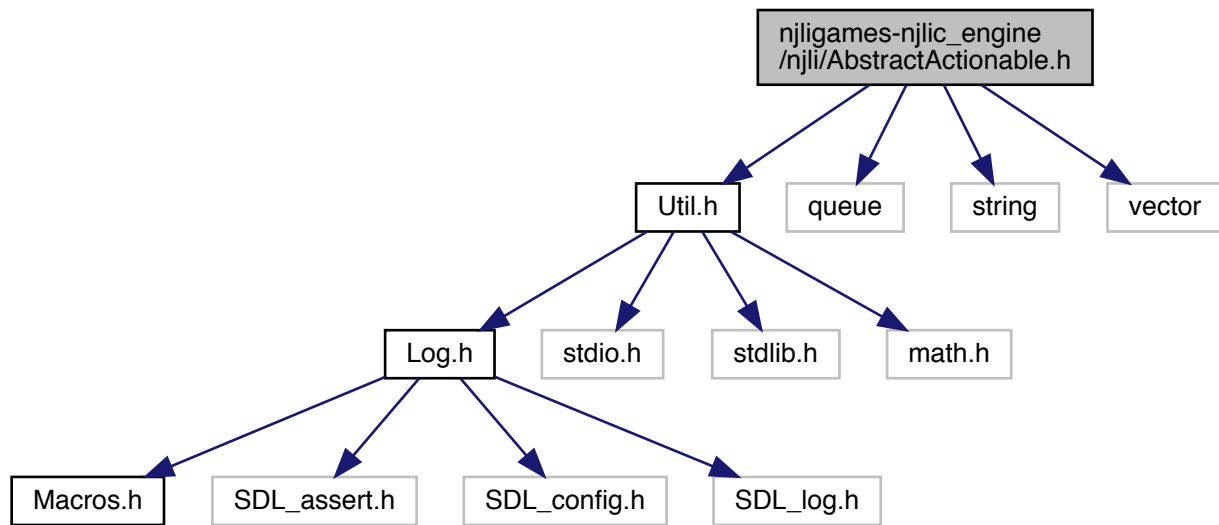 njligames-njlic_engine
/njli/AbstractActionable.h
Util.h
queue
string
vector
Log.h
stdio.h
stdlib.h
math.h
Macros.h
SDL_assert.h
SDL_config.h
SDL_log.h